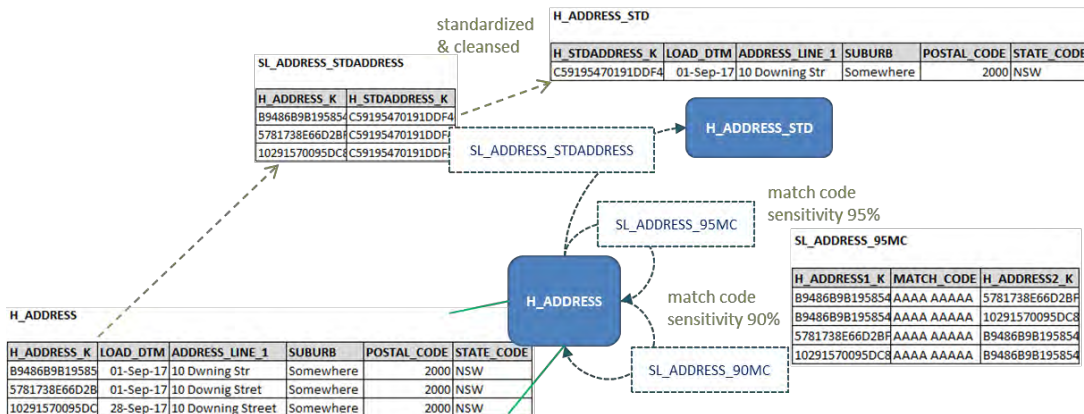 H_ADDRESS_STD
standardized
& cleansed
H_STDADDRESS_K LOAD_DTM ADDRESS_LINE_1 SUBURB POSTAL_CODE STATE_CODE
C59195470191DDF4 01-Sep-17 10 Downing Str Somewhere 2000 NSW
SL_ADDRESS_STDADDRESS
H_ADDRESS_K H_STDADDRESS_K
B9486B9B195854 C59195470191DDF4
5781738E66D2BF C59195470191DDF
10291570095DC8 C59195470191DDF
H_ADDRESS_STD
SL_ADDRESS_STDADDRESS
match code
sensitivity 95%
SL_ADDRESS_95MC
SL_ADDRESS_95MC
H_ADDRESS1_K MATCH_CODE H_ADDRESS2_K
B9486B9B195854 AAAA AAAAA 5781738E66D2BF
B9486B9B195854 AAAA AAAAA 10291570095DC8
5781738E66D2BF AAAA AAAAA B9486B9B195854
10291570095DC8 AAAA AAAAA B9486B9B195854
H_ADDRESS
match code
sensitivity 90%
SL_ADDRESS_90MC
H_ADDRESS
H_ADDRESS_K LOAD_DTM ADDRESS_LINE_1 SUBURB POSTAL_CODE STATE_CODE
B9486B9B19585 01-Sep-17 10 Dwning Str Somewhere 2000 NSW
5781738E66D2B 01-Sep-17 10 Downig Stret Somewhere 2000 NSW
10291570095DC 28-Sep-17 10 Downig Street Somewhere 2000 NSW